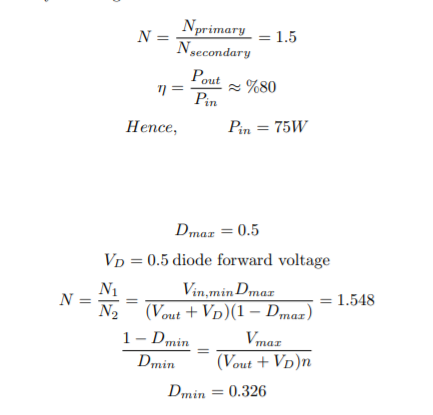 N = N_primary / N_secondary = 1.5
η = P_out / P_in ≈ %80
Hence, P_in = 75W
D_max = 0.5
V_D = 0.5 diode forward voltage
N = N_1 / N_2 = V_in,min D_max / (V_out + V_D)(1 − D_max) = 1.548
1 − D_min / D_min = V_max / (V_out + V_D)n
D_min = 0.326